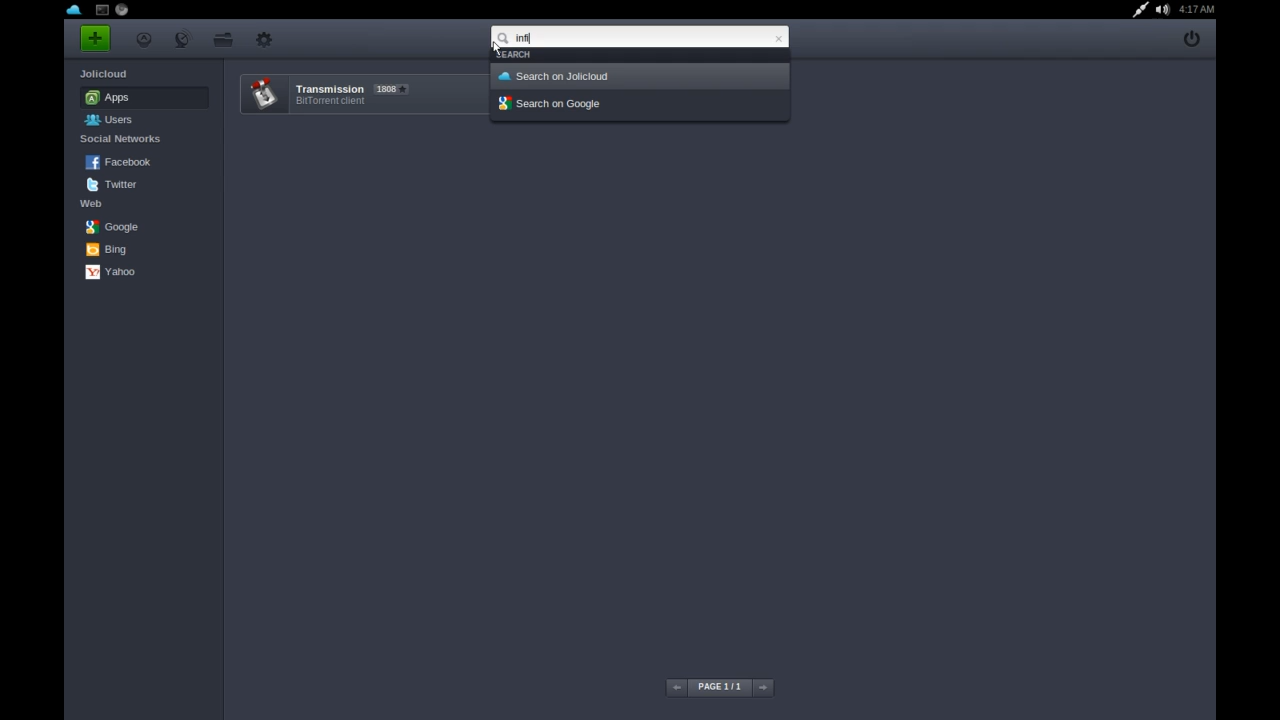 4:17 AM
infi
SEARCH
Search on Jolicloud
Search on Google
Jolicloud
Apps
Users
Social Networks
Facebook
Twitter
Web
Google
Bing
Yahoo
Transmission 1808
BitTorrent client
PAGE 1 / 1